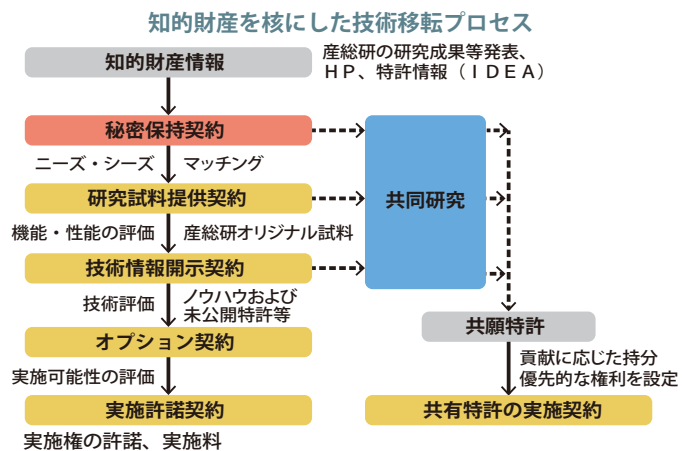 知的財産を核にした技術移転プロセス
知的財産情報
産総研の研究成果等発表、
ＨＰ、特許情報（ＩＤＥＡ）
秘密保持契約
ニーズ・シーズ
マッチング
研究試料提供契約
機能・性能の評価
産総研オリジナル試料
技術情報開示契約
技術評価
ノウハウおよび
未公開特許等
オプション契約
実施可能性の評価
実施許諾契約
実施権の許諾、実施料
共同研究
共願特許
貢献に応じた持分
優先的な権利を設定
共有特許の実施契約